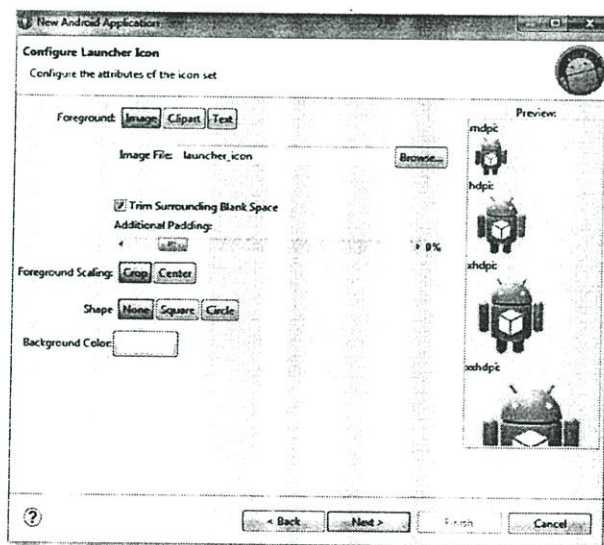 New Android Application
Configure Launcher Icon
Configure the attributes of the icon set
Foreground: Image Clipart Text
Image File: launcher_icon Browse...
Trim Surrounding Blank Space
Additional Padding:
0%
Foreground Scaling: Crop Center
Shape None Square Circle
Background Color:
Preview:
mdpi:
hdpi:
xhdpi:
xxhdpi:
? < Back Next > Finish Cancel